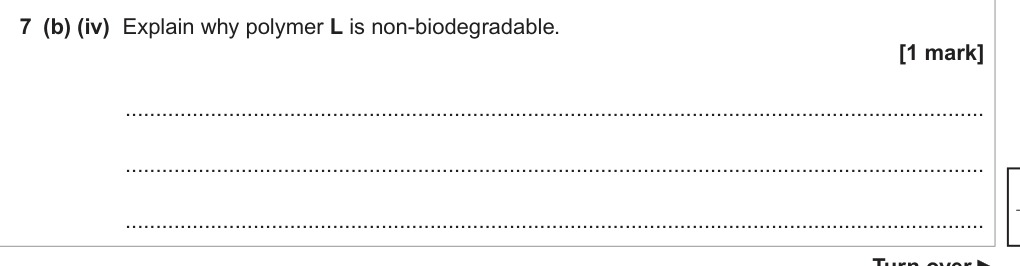 7 (b) (iv) Explain why polymer L is non-biodegradable.
[1 mark]
Turn over ▶